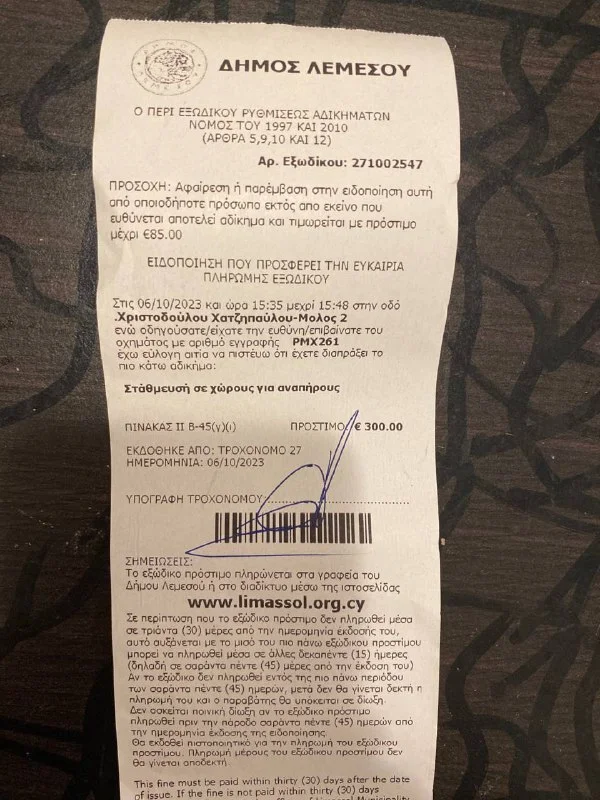 ΔΗΜΟΣ ΛΕΜΕΣΟΥ
Ο ΠΕΡΙ ΕΞΩΔΙΚΟΥ ΡΥΘΜΙΣΕΩΣ ΑΔΙΚΗΜΑΤΩΝ
ΝΟΜΟΣ ΤΟΥ 1997 ΚΑΙ 2010
(ΑΡΘΡΑ 5,9,10 ΚΑΙ 12)
Αρ. Εξωδίκου: 271002547
ΠΡΟΣΟΧΗ: Αφαίρεση ή παρέμβαση στην ειδοποίηση αυτή
από οποιοδήποτε πρόσωπο εκτός απο εκείνο που
ευθύνεται αποτελεί αδίκημα και τιμωρείται με πρόστιμο
μέχρι €85.00
ΕΙΔΟΠΟΙΗΣΗ ΠΟΥ ΠΡΟΣΦΕΡΕΙ ΤΗΝ ΕΥΚΑΙΡΙΑ
ΠΛΗΡΩΜΗΣ ΕΞΩΔΙΚΟΥ
Στις 06/10/2023 και ώρα 15:35 μεχρί 15:48 στην οδό
.Χριστοδούλου Χατζηπαύλου-Μολος 2
ενώ οδηγούσατε/είχατε την ευθύνη/επιβαίνατε του
οχήματος με αριθμό εγγραφής PMX261
έχω εύλογη αιτία να πιστεύω ότι έχετε διαπράξει το
πιο κάτω αδίκημα:
Στάθμευσή σε χώρους για αναπήρους
ΠΙΝΑΚΑΣ ΙΙ Β-45(γ)(ι) ΠΡΟΣΤΙΜΟ: € 300.00
ΕΚΔΟΘΗΚΕ ΑΠΟ: ΤΡΟΧΟΝΟΜΟ 27
ΗΜΕΡΟΜΗΝΙΑ: 06/10/2023
ΥΠΟΓΡΑΦΗ ΤΡΟΧΟΝΟΜΟΥ:
ΣΗΜΕΙΩΣΕΙΣ:
Το εξώδικο πρόστιμο πληρώνεται στα γραφεία του
Δήμου Λεμεσού ή στο διαδίκτυο μέσω της ιστοσελίδας
www.limassol.org.cy
Σε περίπτωση που το εξώδικο πρόστιμο δεν πληρωθεί μέσα
σε τριάντα (30) μέρες από την ημερομηνία έκδοσής του,
αυτό αυξάνεται με το μισό του πιο πάνω εξωδίκου προστίμου
μπορεί να πληρωθεί μέσα σε άλλες δεκαπέντε (15) ήμερες
(δηλαδή σε σαράντα πέντε (45) μέρες από την έκδοση του)
Αν το εξώδικο δεν πληρωθεί εντός της πιο πάνω περιόδου
των σαράντα πέντε (45) ημερών, μετά δεν θα γίνεται δεκτή η
πληρωμή του και ο παραβάτης θα υπόκειται σε δίωξη.
Δεν ασκείται ποινική δίωξη αν το εξώδικο πρόστιμο
πληρωθεί πριν την πάροδο σαράντα πέντε (45) ημερών από
την ημερομηνία έκδοσης της ειδοποίησης.
Θα εκδοθεί πιστοποιητικό για την πληρωμή του εξωδίκου
προστίμου. Πληρωμή μέρους του εξωδίκου προστίμου δεν
θα γίνεται αποδεκτή.
This fine must be paid within thirty (30) days after the date
of issue. If the fine is not paid within thirty (30) days